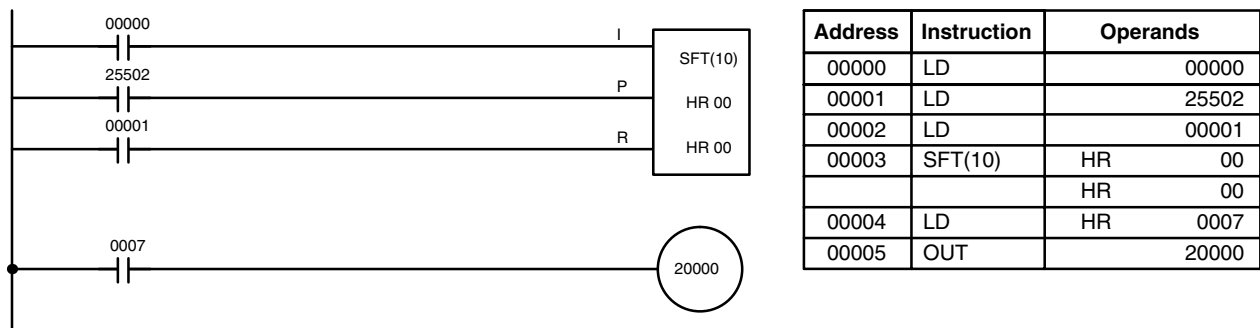 00000
I
SFT(10)
25502
P
HR 00
00001
R
HR 00
0007
20000
Address Instruction Operands
00000 LD 00000
00001 LD 25502
00002 LD 00001
00003 SFT(10) HR 00
HR 00
00004 LD HR 0007
00005 OUT 20000